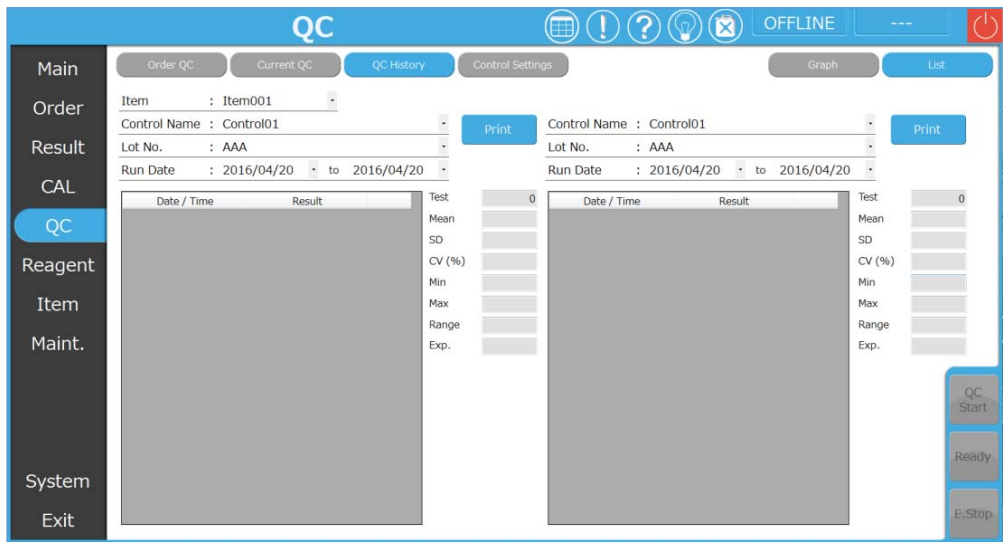 QC
OFFLINE
---
Main
Order
Result
CAL
QC
Reagent
Item
Maint.
System
Exit
Order QC
Current QC
QC History
Control Settings
Graph
List
Item : Item001
Control Name : Control01
Lot No. : AAA
Run Date : 2016/04/20 to 2016/04/20
Print
Date / Time Result
Test 0
Mean
SD
CV (%)
Min
Max
Range
Exp.
Control Name : Control01
Lot No. : AAA
Run Date : 2016/04/20 to 2016/04/20
Print
Date / Time Result
Test 0
Mean
SD
CV (%)
Min
Max
Range
Exp.
QC
Start
Ready
E.Stop